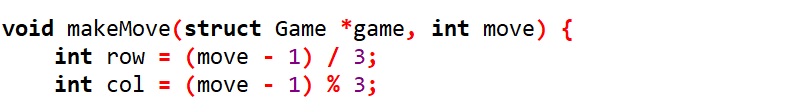 void makeMove(struct Game *game, int move) {
    int row = (move - 1) / 3;
    int col = (move - 1) % 3;